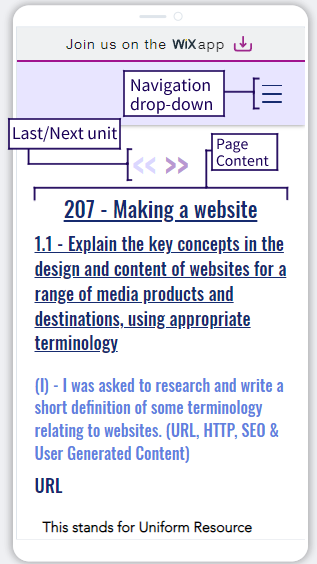 Join us on the WiX app
Navigation
drop-down
Last/Next unit
« »
Page
Content
207 - Making a website
1.1 - Explain the key concepts in the
design and content of websites for a
range of media products and
destinations, using appropriate
terminology
(I) - I was asked to research and write a
short definition of some terminology
relating to websites. (URL, HTTP, SEO &
User Generated Content)
URL
This stands for Uniform Resource